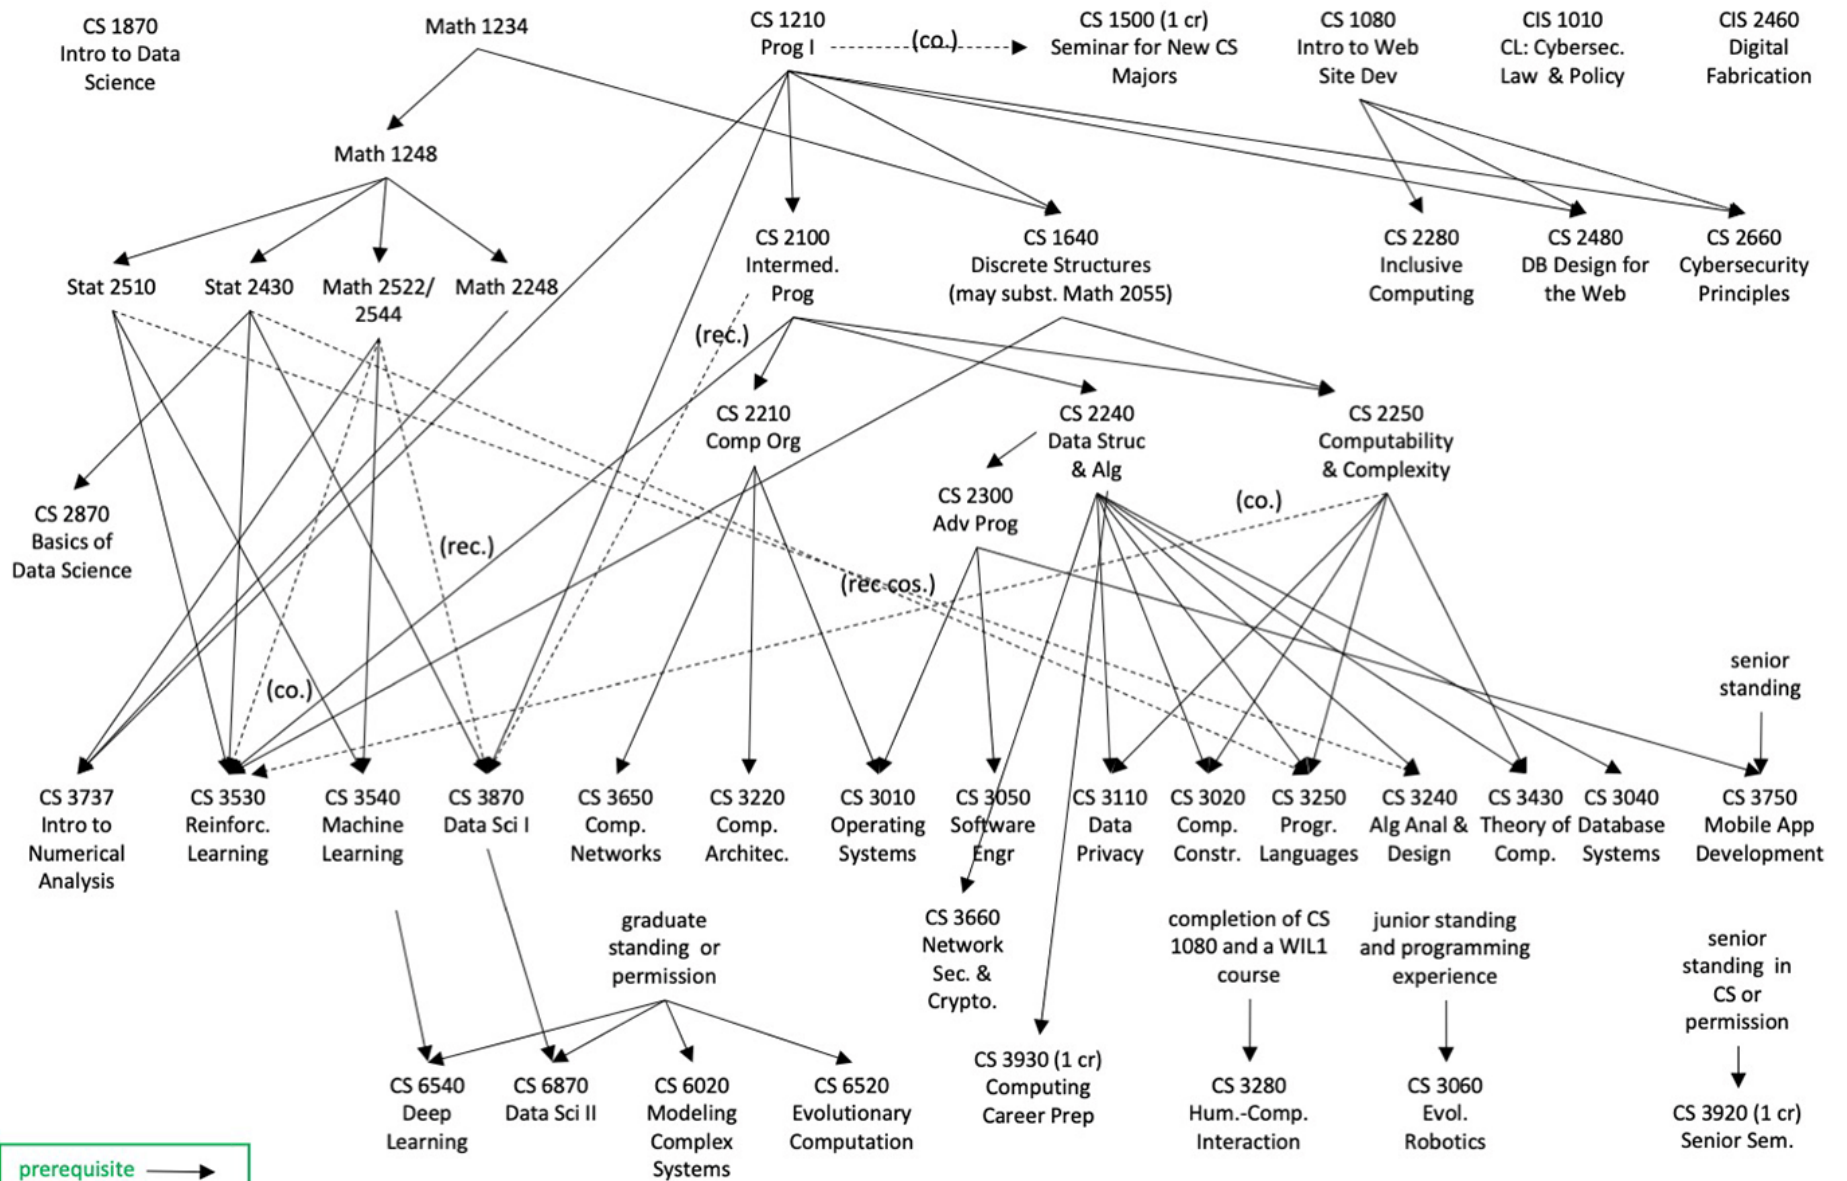 CS 1870
Intro to Data
Science
Math 1234
CS 1210
Prog I
(co.)
CS 1500 (1 cr)
Seminar for New CS
Majors
CS 1080
Intro to Web
Site Dev
CIS 1010
CL: Cybersec.
Law & Policy
CIS 2460
Digital
Fabrication
Math 1248
Stat 2510
Stat 2430
Math 2522/
2544
Math 2248
CS 2100
Intermed.
Prog
CS 1640
Discrete Structures
(may subst. Math 2055)
CS 2280
Inclusive
Computing
CS 2480
DB Design for
the Web
CS 2660
Cybersecurity
Principles
(rec.)
CS 2210
Comp Org
CS 2240
Data Struc
& Alg
CS 2250
Computability
& Complexity
CS 2870
Basics of
Data Science
CS 2300
Adv Prog
(co.)
(rec.)
(rec cos.)
(co.)
senior
standing
CS 3737
Intro to
Numerical
Analysis
CS 3530
Reinforc.
Learning
CS 3540
Machine
Learning
CS 3870
Data Sci I
CS 3650
Comp.
Networks
CS 3220
Comp.
Architec.
CS 3010
Operating
Systems
CS 3050
Software
Engr
CS 3110
Data
Privacy
CS 3020
Comp.
Constr.
CS 3250
Progr.
Languages
CS 3240
Alg Anal &
Design
CS 3430
Theory of
Comp.
CS 3040
Database
Systems
CS 3750
Mobile App
Development
graduate
standing or
permission
CS 3660
Network
Sec. &
Crypto.
completion of CS
1080 and a WIL1
course
junior standing
and programming
experience
senior
standing in
CS or
permission
CS 6540
Deep
Learning
CS 6870
Data Sci II
CS 6020
Modeling
Complex
Systems
CS 6520
Evolutionary
Computation
CS 3930 (1 cr)
Computing
Career Prep
CS 3280
Hum.-Comp.
Interaction
CS 3060
Evol.
Robotics
CS 3920 (1 cr)
Senior Sem.
prerequisite